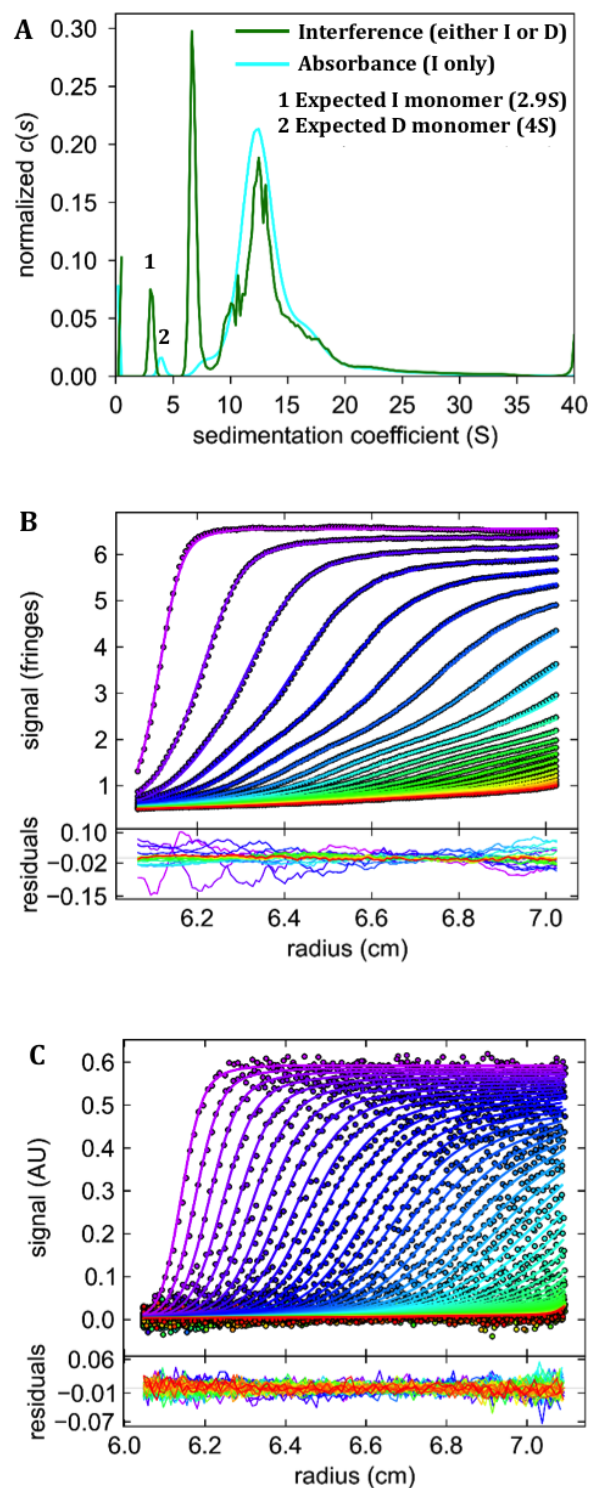 A
Interference (either I or D)
Absorbance (I only)
1 Expected I monomer (2.9S)
2 Expected D monomer (4S)
normalized c(s)
0.30
0.25
0.20
0.15
0.10
0.05
0.00
1
2
0 5 10 15 20 25 30 35 40
sedimentation coefficient (S)
B
signal (fringes)
6
5
4
3
2
1
residuals
0.10
−0.02
−0.15
6.2 6.4 6.6 6.8 7.0
radius (cm)
C
signal (AU)
0.6
0.5
0.4
0.3
0.2
0.1
0.0
residuals
0.06
−0.01
−0.07
6.0 6.2 6.4 6.6 6.8 7.0
radius (cm)